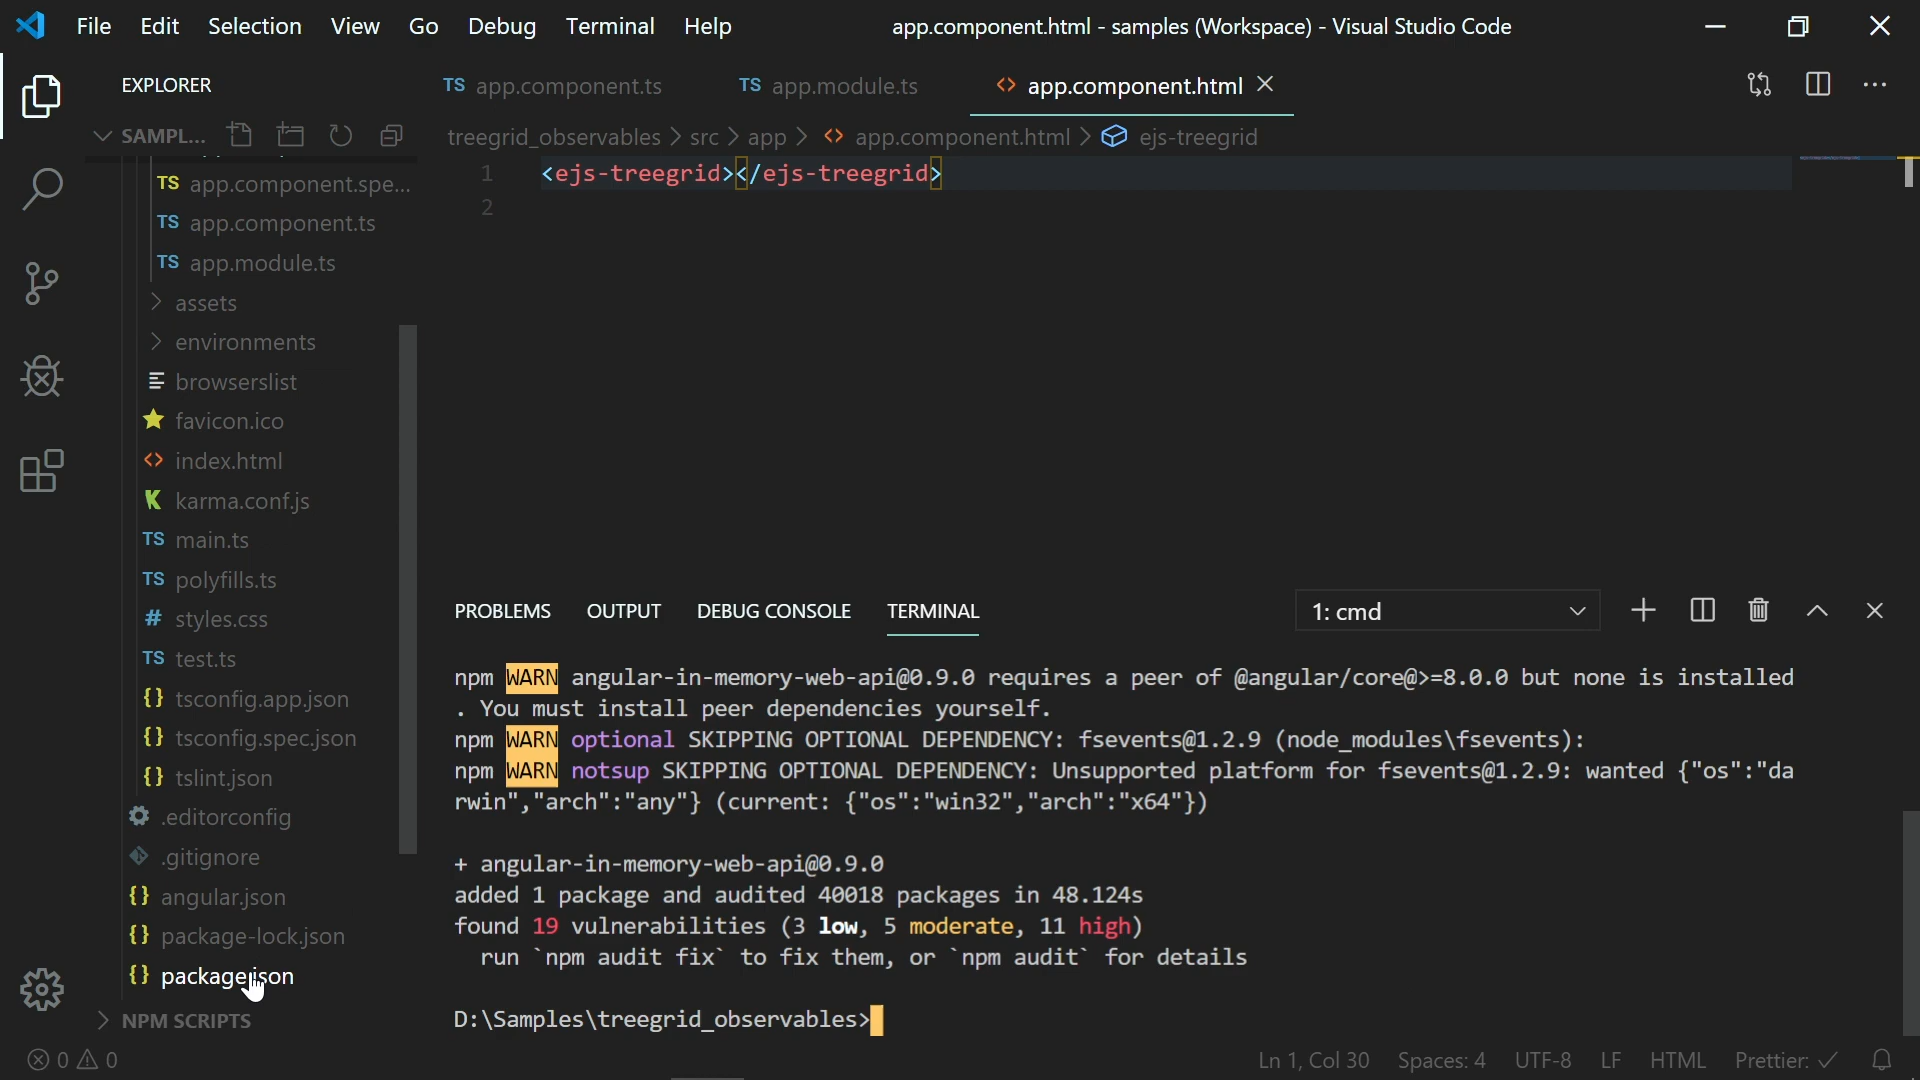 File Edit Selection View Go Debug Terminal Help app.component.html - samples (Workspace) - Visual Studio Code
EXPLORER
TS app.component.ts TS app.module.ts <> app.component.html
SAMPL...
treegrid_observables > src > app > <> app.component.html > ejs-treegrid
1 <ejs-treegrid></ejs-treegrid>
2
TS app.component.spe...
TS app.component.ts
TS app.module.ts
> assets
> environments
browserslist
favicon.ico
<> index.html
K karma.conf.js
TS main.ts
TS polyfills.ts
# styles.css
TS test.ts
{} tsconfig.app.json
{} tsconfig.spec.json
{} tslint.json
.editorconfig
.gitignore
{} angular.json
{} package-lock.json
{} package.json
> NPM SCRIPTS
PROBLEMS OUTPUT DEBUG CONSOLE TERMINAL 1: cmd
npm WARN angular-in-memory-web-api@0.9.0 requires a peer of @angular/core@>=8.0.0 but none is installed
. You must install peer dependencies yourself.
npm WARN optional SKIPPING OPTIONAL DEPENDENCY: fsevents@1.2.9 (node_modules\fsevents):
npm WARN notsup SKIPPING OPTIONAL DEPENDENCY: Unsupported platform for fsevents@1.2.9: wanted {"os":"da
rwin","arch":"any"} (current: {"os":"win32","arch":"x64"})
+ angular-in-memory-web-api@0.9.0
added 1 package and audited 40018 packages in 48.124s
found 19 vulnerabilities (3 low, 5 moderate, 11 high)
run `npm audit fix` to fix them, or `npm audit` for details
D:\Samples\treegrid_observables>
0 0 Ln 1, Col 30 Spaces: 4 UTF-8 LF HTML Prettier: ✓